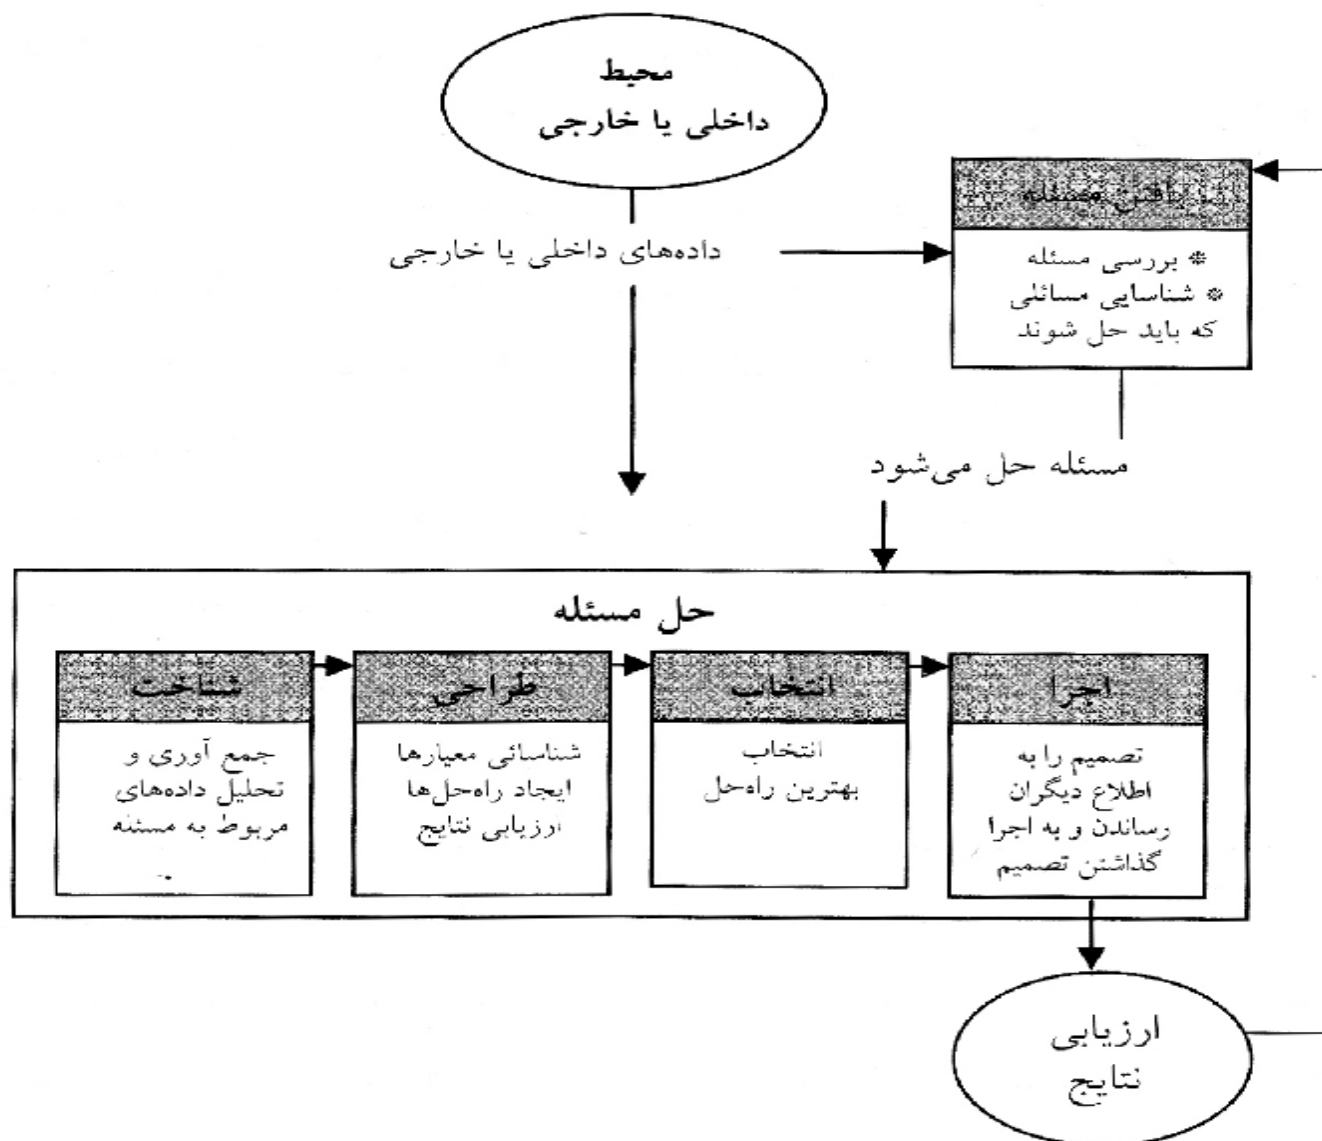 محیط
داخلی یا خارجی
یافتن مسئله
* بررسی مسئله
* شناسایی مسائلی
که باید حل شوند
داده‌های داخلی یا خارجی
مسئله حل می‌شود
حل مسئله
شناخت
جمع آوری و
تحلیل داده‌های
مربوط به مسئله
طراحی
شناسائی معیارها
ایجاد راه‌حل‌ها
ارزیابی نتایج
انتخاب
انتخاب
بهترین راه‌حل
اجرا
تصمیم را به
اطلاع دیگران
رساندن و به اجرا
گذاشتن تصمیم
ارزیابی
نتایج